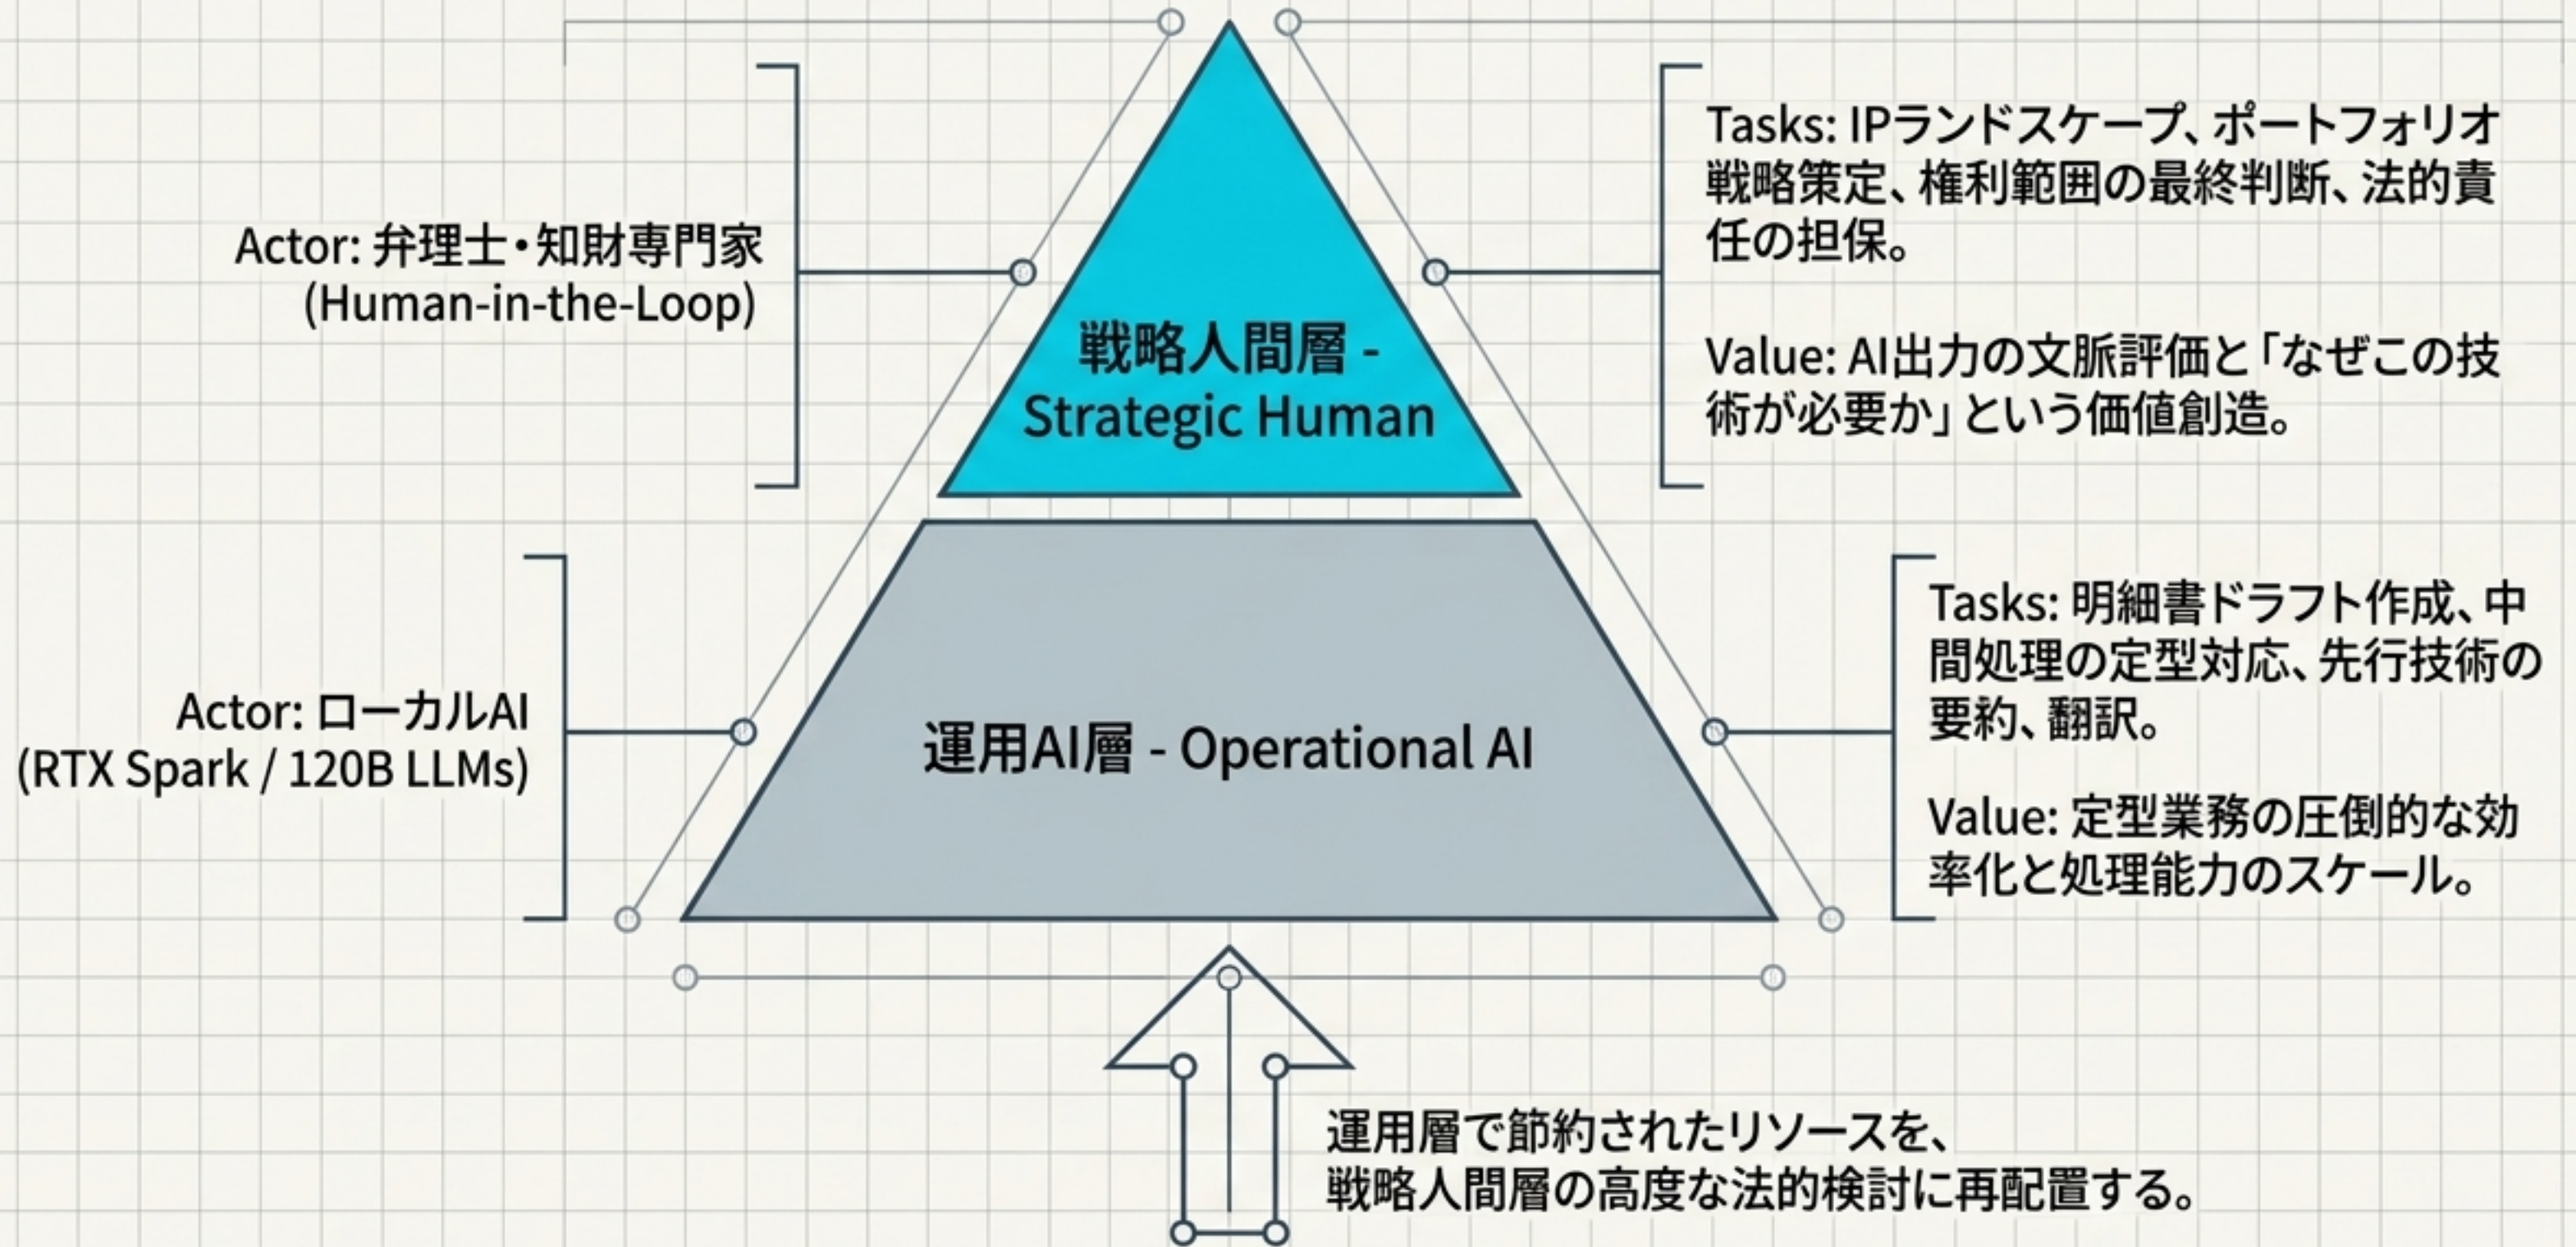 Actor: 弁理士・知財専門家
(Human-in-the-Loop)
戦略人間層 -
Strategic Human
Tasks: IPランドスケープ、ポートフォリオ
戦略策定、権利範囲の最終判断、法的責
任の担保。
Value: AI出力の文脈評価と「なぜこの技
術が必要か」という価値創造。
Actor: ローカルAI
(RTX Spark / 120B LLMs)
運用AI層 - Operational AI
Tasks: 明細書ドラフト作成、中
間処理の定型対応、先行技術の
要約、翻訳。
Value: 定型業務の圧倒的な効
率化と処理能力のスケール。
運用層で節約されたリソースを、
戦略人間層の高度な法的検討に再配置する。